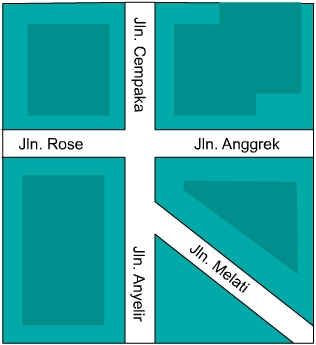 Jln. Cempaka
Jln. Rose
Jln. Anggrek
Jln. Anyelir
Jln. Melati